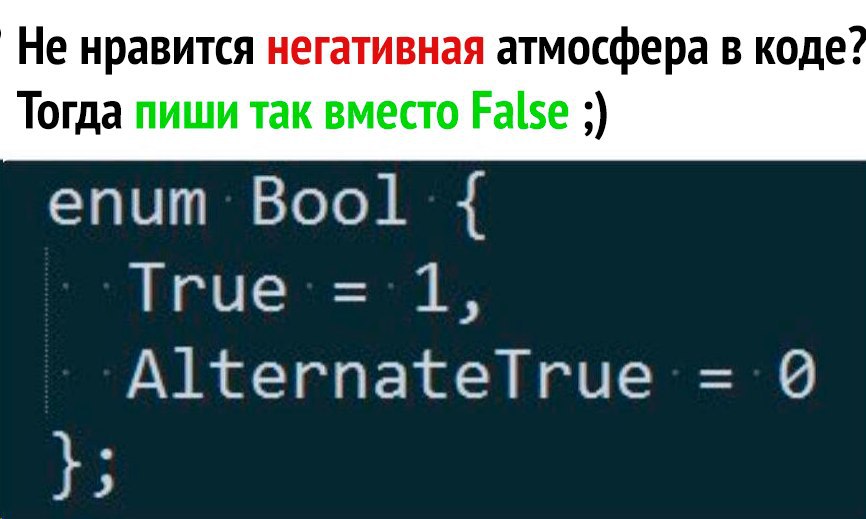 Не нравится негативная атмосфера в коде?
Тогда пиши так вместо False ;)
enum Bool {
True = 1,
AlternateTrue = 0
};